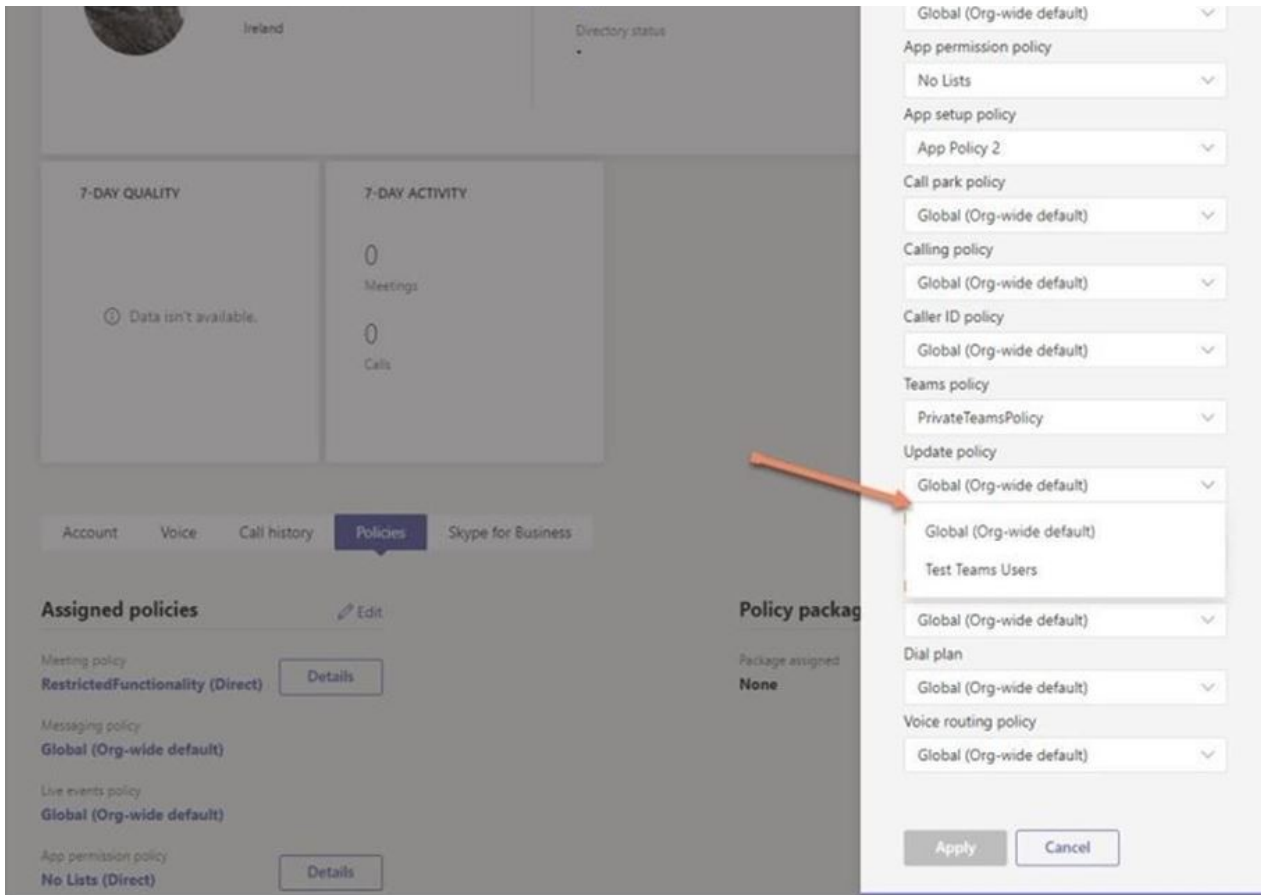 Ireland
Directory status
-
7-DAY QUALITY
Data isn't available.
7-DAY ACTIVITY
0
Meetings
0
Calls
Account Voice Call history Policies Skype for Business
Assigned policies Edit
Meeting policy
RestrictedFunctionality (Direct) Details
Messaging policy
Global (Org-wide default)
Live events policy
Global (Org-wide default)
App permission policy
No Lists (Direct) Details
Policy packag
Package assigned
None
Global (Org-wide default)
App permission policy
No Lists
App setup policy
App Policy 2
Call park policy
Global (Org-wide default)
Calling policy
Global (Org-wide default)
Caller ID policy
Global (Org-wide default)
Teams policy
PrivateTeamsPolicy
Update policy
Global (Org-wide default)
Global (Org-wide default)
Test Teams Users
Global (Org-wide default)
Dial plan
Global (Org-wide default)
Voice routing policy
Global (Org-wide default)
Apply Cancel